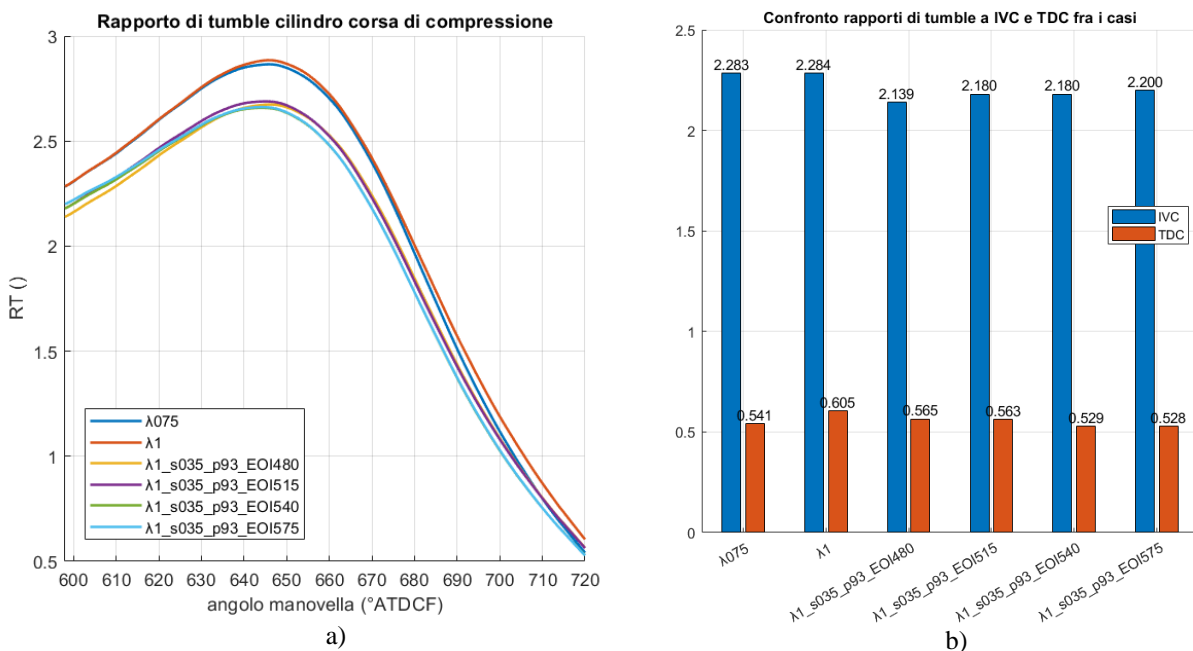 Rapporto di tumble cilindro corsa di compressione
3
2.5
2
1.5
1
0.5
RT ()
λ075
λ1
λ1_s035_p93_EOI480
λ1_s035_p93_EOI515
λ1_s035_p93_EOI540
λ1_s035_p93_EOI575
600 610 620 630 640 650 660 670 680 690 700 710 720
angolo manovella (°ATDCF)
a)
Confronto rapporti di tumble a IVC e TDC fra i casi
2.5
2
1.5
1
0.5
0
2.283 2.284 2.139 2.180 2.180 2.200
IVC
TDC
0.541 0.605 0.565 0.563 0.529 0.528
λ075
λ1
λ1_s035_p93_EOI480
λ1_s035_p93_EOI515
λ1_s035_p93_EOI540
λ1_s035_p93_EOI575
b)